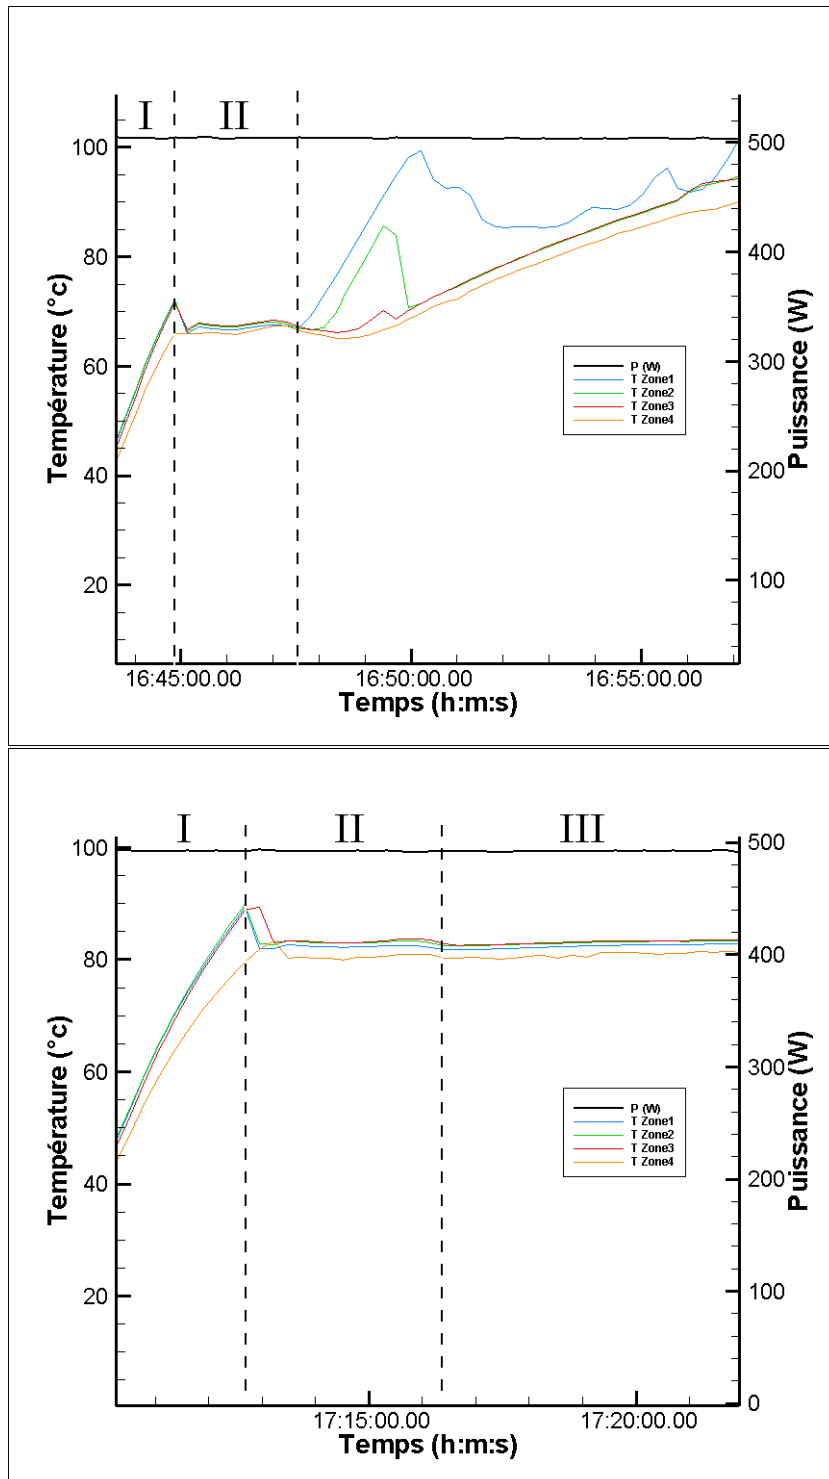 I II
100
80
60
40
20
Température (°c)
500
400
300
200
100
Puissance (W)
P (W)
T Zone1
T Zone2
T Zone3
T Zone4
16:45:00.00 16:50:00.00 16:55:00.00
Temps (h:m:s)
I II III
100
80
60
40
20
Température (°c)
500
400
300
200
100
0
Puissance (W)
P (W)
T Zone1
T Zone2
T Zone3
T Zone4
17:15:00.00 17:20:00.00
Temps (h:m:s)